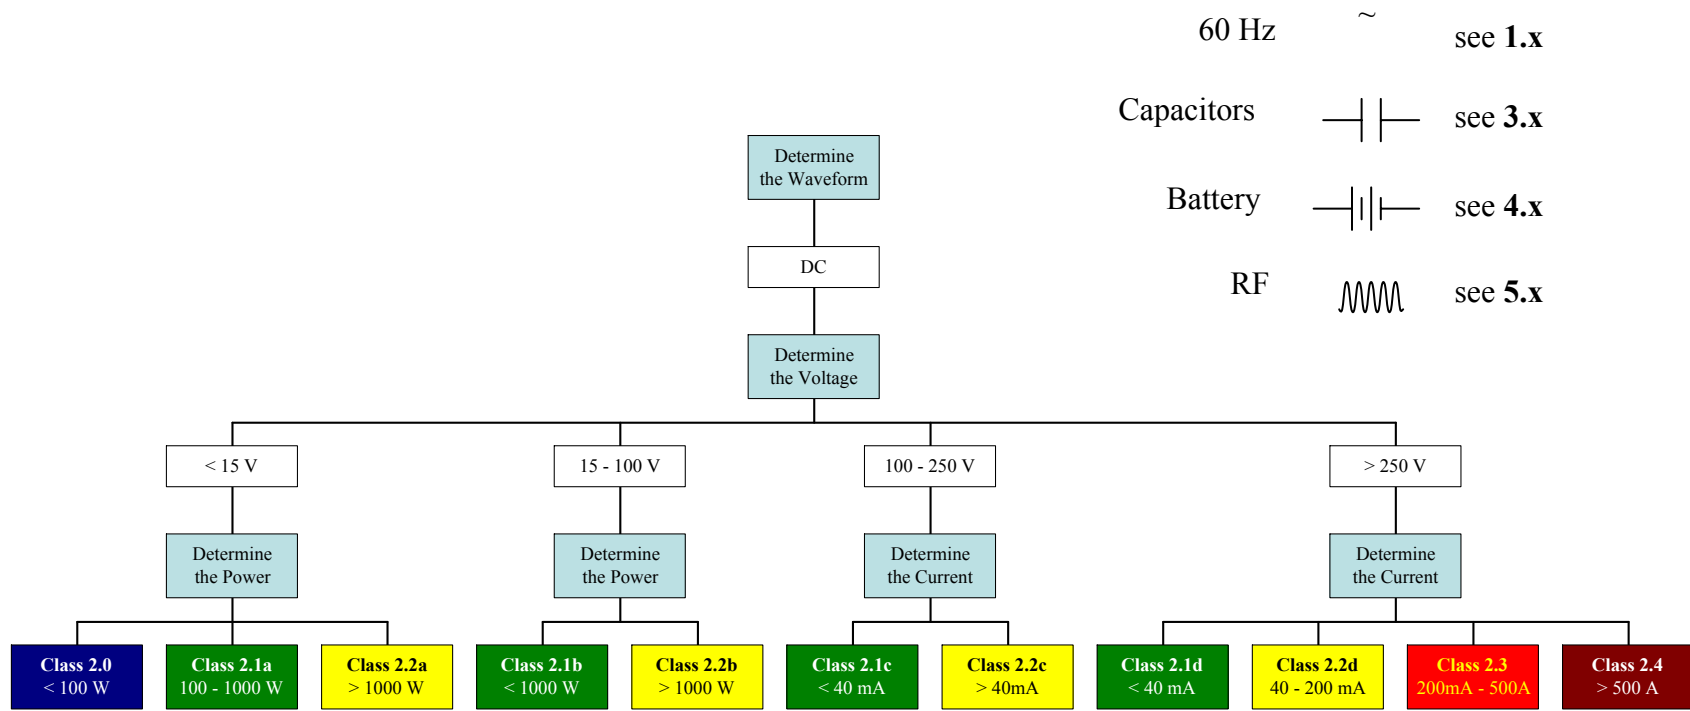 60 Hz ~ see 1.x
Capacitors see 3.x
Battery see 4.x
RF see 5.x
Determine
the Waveform
DC
Determine
the Voltage
< 15 V
15 - 100 V
100 - 250 V
> 250 V
Determine
the Power
Determine
the Power
Determine
the Current
Determine
the Current
Class 2.0
< 100 W
Class 2.1a
100 - 1000 W
Class 2.2a
> 1000 W
Class 2.1b
< 1000 W
Class 2.2b
> 1000 W
Class 2.1c
< 40 mA
Class 2.2c
> 40mA
Class 2.1d
< 40 mA
Class 2.2d
40 - 200 mA
Class 2.3
200mA - 500A
Class 2.4
> 500 A